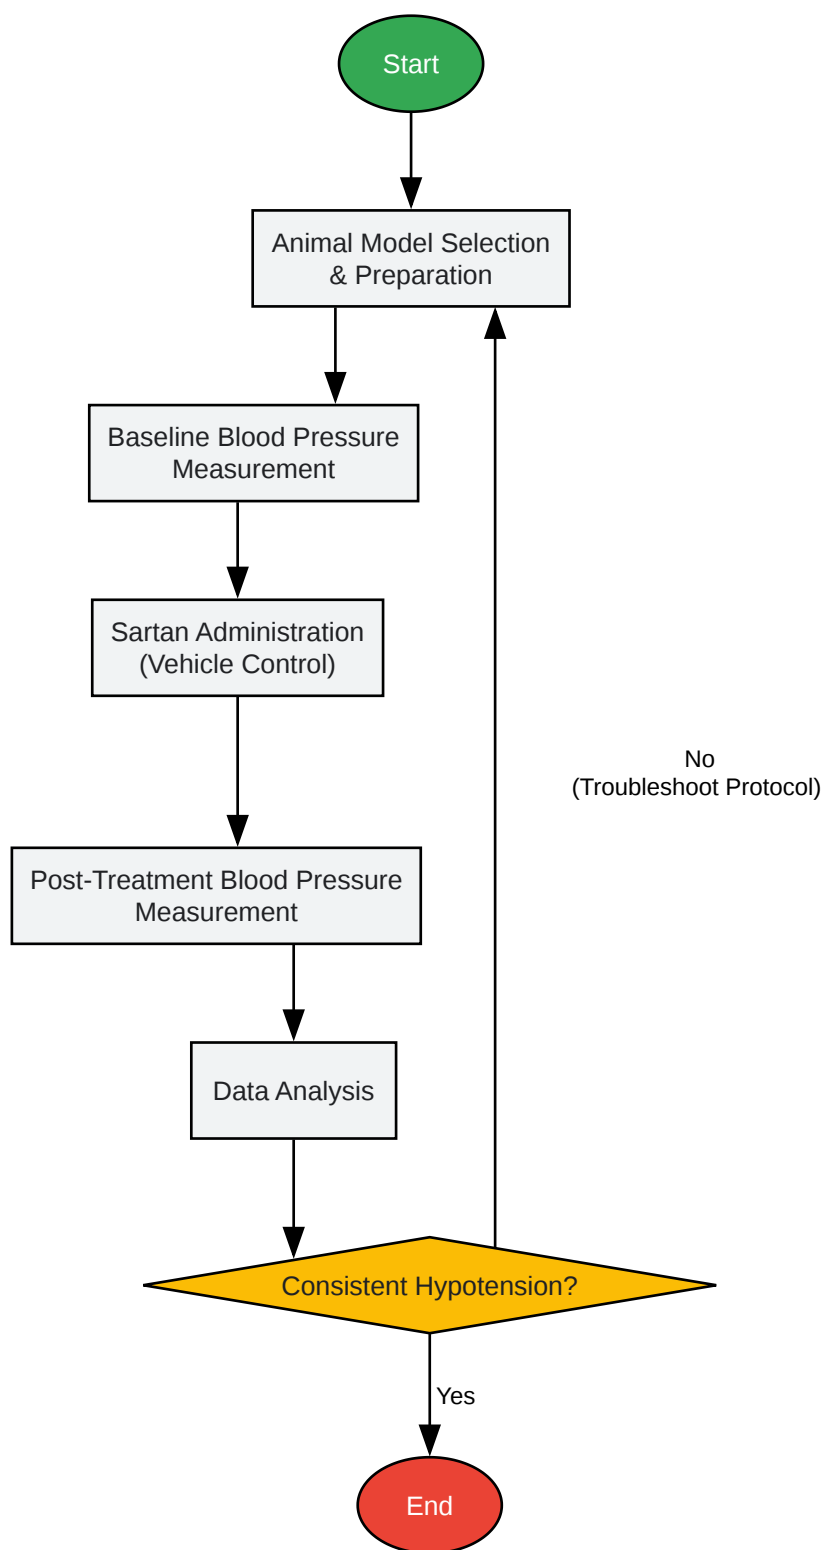 Start
Animal Model Selection
& Preparation
Baseline Blood Pressure
Measurement
Sartan Administration
(Vehicle Control)
No
(Troubleshoot Protocol)
Post-Treatment Blood Pressure
Measurement
Data Analysis
Consistent Hypotension?
Yes
End